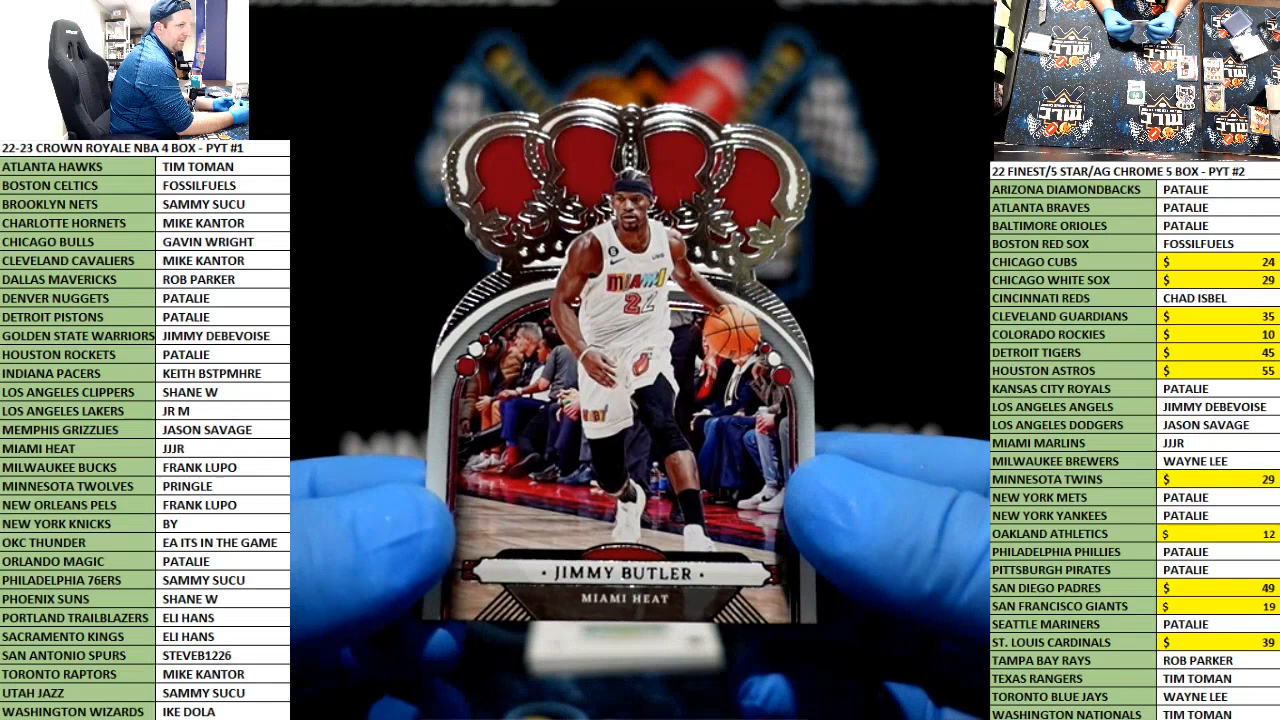 22-23 CROWN ROYALE NBA 4 BOX - PYT #1
ATLANTA HAWKS TIM TOMAN
BOSTON CELTICS FOSSILFUELS
BROOKLYN NETS SAMMY SUCU
CHARLOTTE HORNETS MIKE KANTOR
CHICAGO BULLS GAVIN WRIGHT
CLEVELAND CAVALIERS MIKE KANTOR
DALLAS MAVERICKS ROB PARKER
DENVER NUGGETS PATALIE
DETROIT PISTONS PATALIE
GOLDEN STATE WARRIORS JIMMY DEBEVOISE
HOUSTON ROCKETS PATALIE
INDIANA PACERS KEITH BSTPMHRE
LOS ANGELES CLIPPERS SHANE W
LOS ANGELES LAKERS JR M
MEMPHIS GRIZZLIES JASON SAVAGE
MIAMI HEAT JJJR
MILWAUKEE BUCKS FRANK LUPO
MINNESOTA TWOLVES PRINGLE
NEW ORLEANS PELS FRANK LUPO
NEW YORK KNICKS BY
OKC THUNDER EA ITS IN THE GAME
ORLANDO MAGIC PATALIE
PHILADELPHIA 76ERS SAMMY SUCU
PHOENIX SUNS SHANE W
PORTLAND TRAILBLAZERS ELI HANS
SACRAMENTO KINGS ELI HANS
SAN ANTONIO SPURS STEVEB1226
TORONTO RAPTORS MIKE KANTOR
UTAH JAZZ SAMMY SUCU
WASHINGTON WIZARDS IKE DOLA
MIAMI
22
· JIMMY BUTLER ·
MIAMI HEAT
22 FINEST/5 STAR/AG CHROME 5 BOX - PYT #2
ARIZONA DIAMONDBACKS PATALIE
ATLANTA BRAVES PATALIE
BALTIMORE ORIOLES PATALIE
BOSTON RED SOX FOSSILFUELS
CHICAGO CUBS $ 24
CHICAGO WHITE SOX $ 29
CINCINNATI REDS CHAD ISBEL
CLEVELAND GUARDIANS $ 35
COLORADO ROCKIES $ 10
DETROIT TIGERS $ 45
HOUSTON ASTROS $ 55
KANSAS CITY ROYALS PATALIE
LOS ANGELES ANGELS JIMMY DEBEVOISE
LOS ANGELES DODGERS JASON SAVAGE
MIAMI MARLINS JJJR
MILWAUKEE BREWERS WAYNE LEE
MINNESOTA TWINS $ 29
NEW YORK METS PATALIE
NEW YORK YANKEES PATALIE
OAKLAND ATHLETICS $ 12
PHILADELPHIA PHILLIES PATALIE
PITTSBURGH PIRATES PATALIE
SAN DIEGO PADRES $ 49
SAN FRANCISCO GIANTS $ 19
SEATTLE MARINERS PATALIE
ST. LOUIS CARDINALS $ 39
TAMPA BAY RAYS ROB PARKER
TEXAS RANGERS TIM TOMAN
TORONTO BLUE JAYS WAYNE LEE
WASHINGTON NATIONALS TIM TOMAN